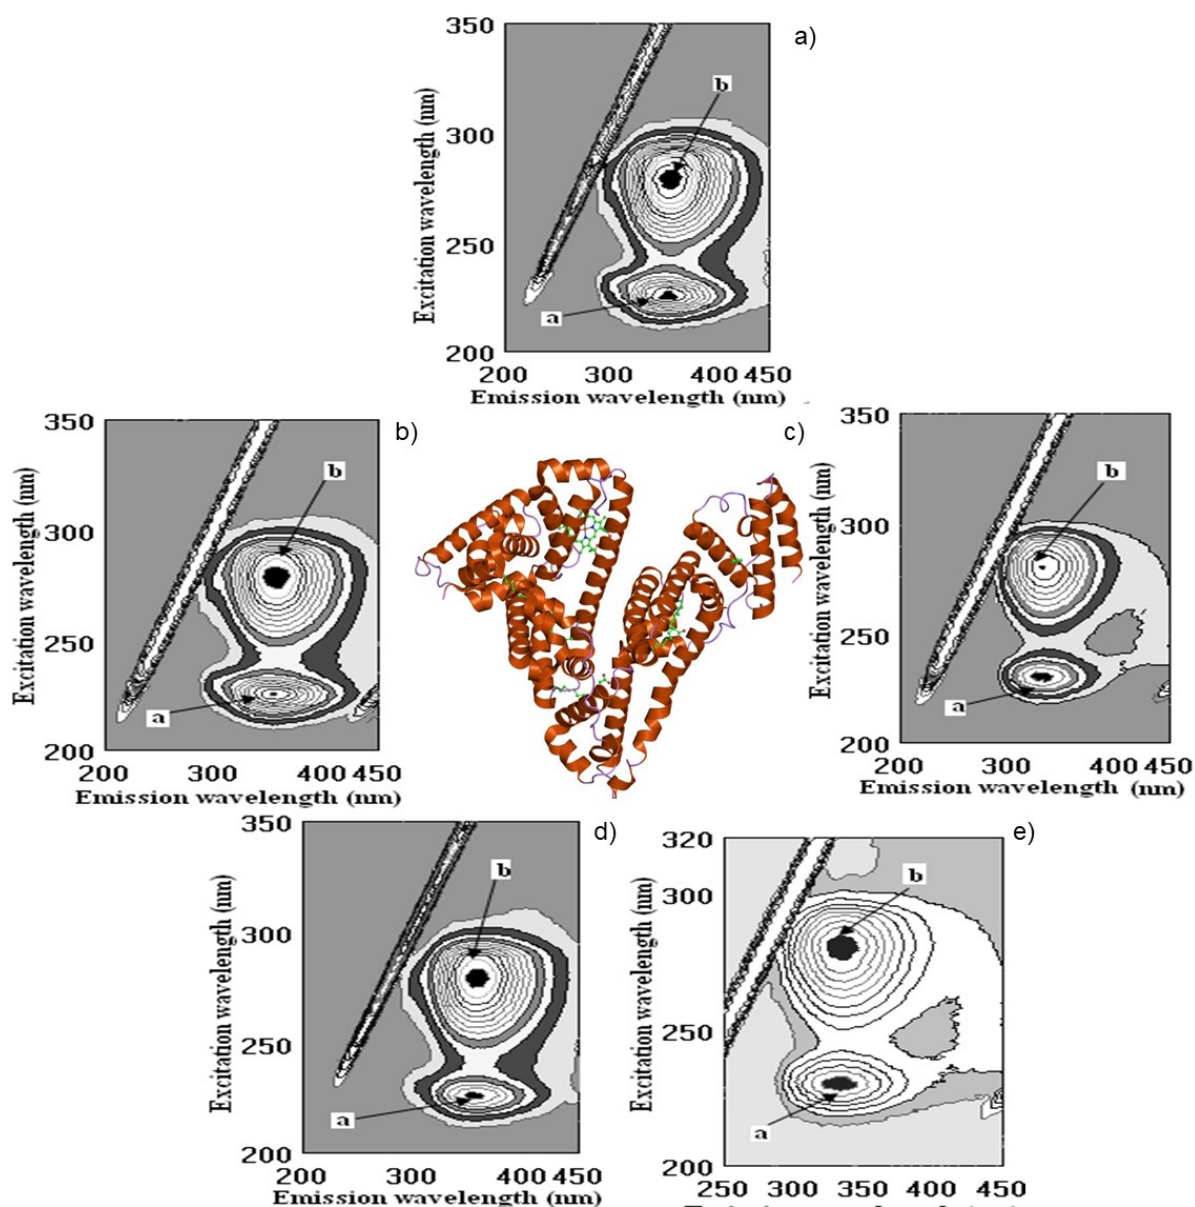 a)
350
300
250
200
Excitation wavelength (nm)
b
a
200 300 400 450
Emission wavelength (nm)
b)
350
300
250
200
Excitation wavelength (nm)
b
a
200 300 400 450
Emission wavelength (nm)
c)
350
300
250
200
Excitation wavelength (nm)
b
a
200 300 400 450
Emission wavelength (nm)
d)
350
300
250
200
Excitation wavelength (nm)
b
a
200 300 400 450
Emission wavelength (nm)
e)
320
300
250
200
Excitation wavelength (nm)
b
a
250 300 350 400 450